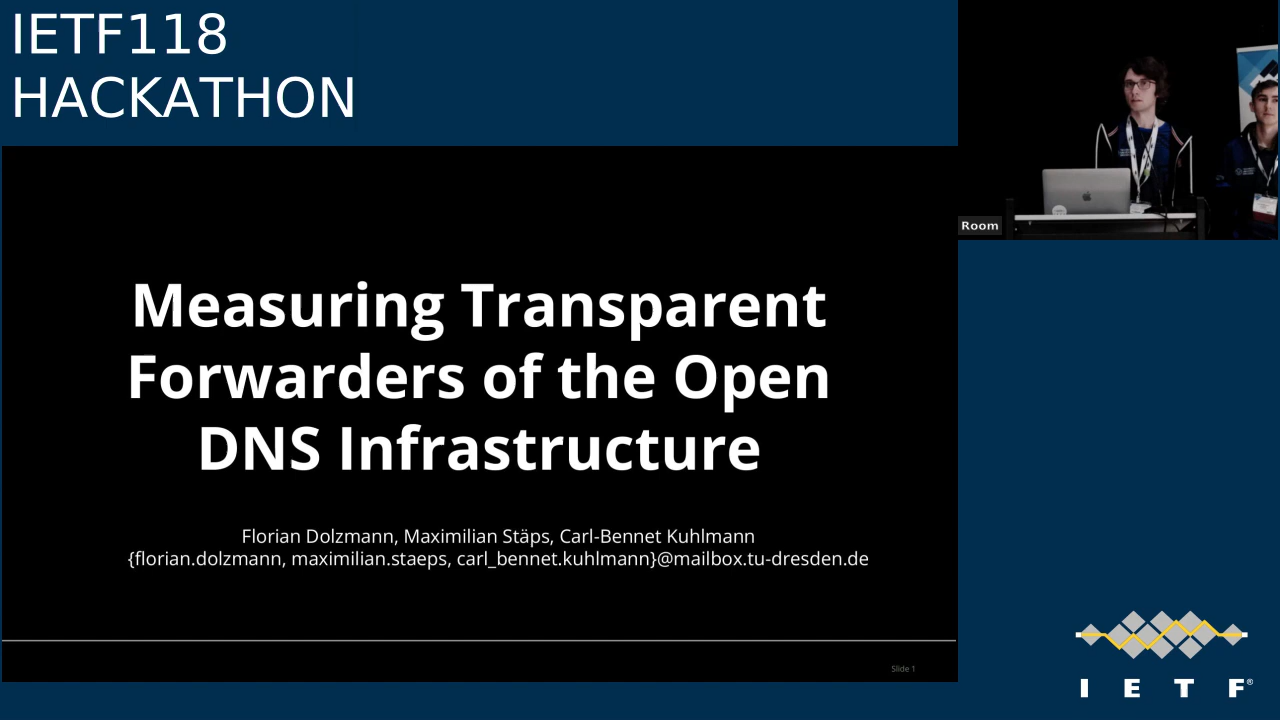 IETF118
HACKATHON
Room
Measuring Transparent
Forwarders of the Open
DNS Infrastructure
Florian Dolzmann, Maximilian Stäps, Carl-Bennet Kuhlmann
{florian.dolzmann, maximilian.staeps, carl_bennet.kuhlmann}@mailbox.tu-dresden.de
Slide 1
I E T F®